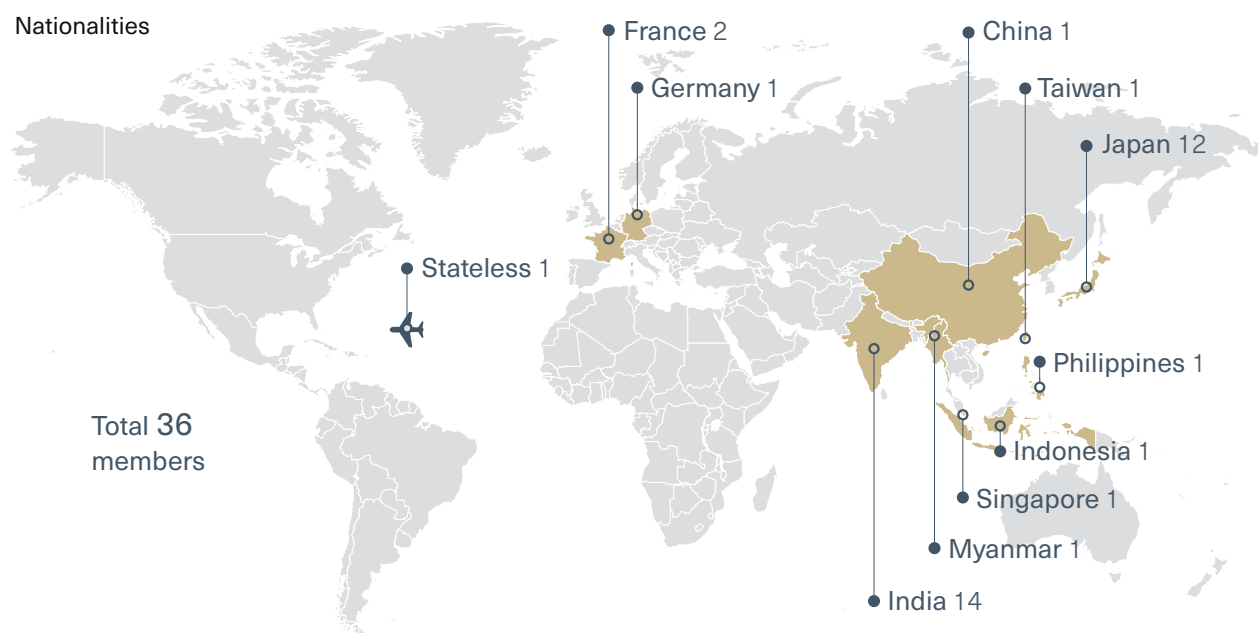 Nationalities
France 2
China 1
Germany 1
Taiwan 1
Japan 12
Stateless 1
Philippines 1
Total 36
members
Indonesia 1
Singapore 1
Myanmar 1
India 14